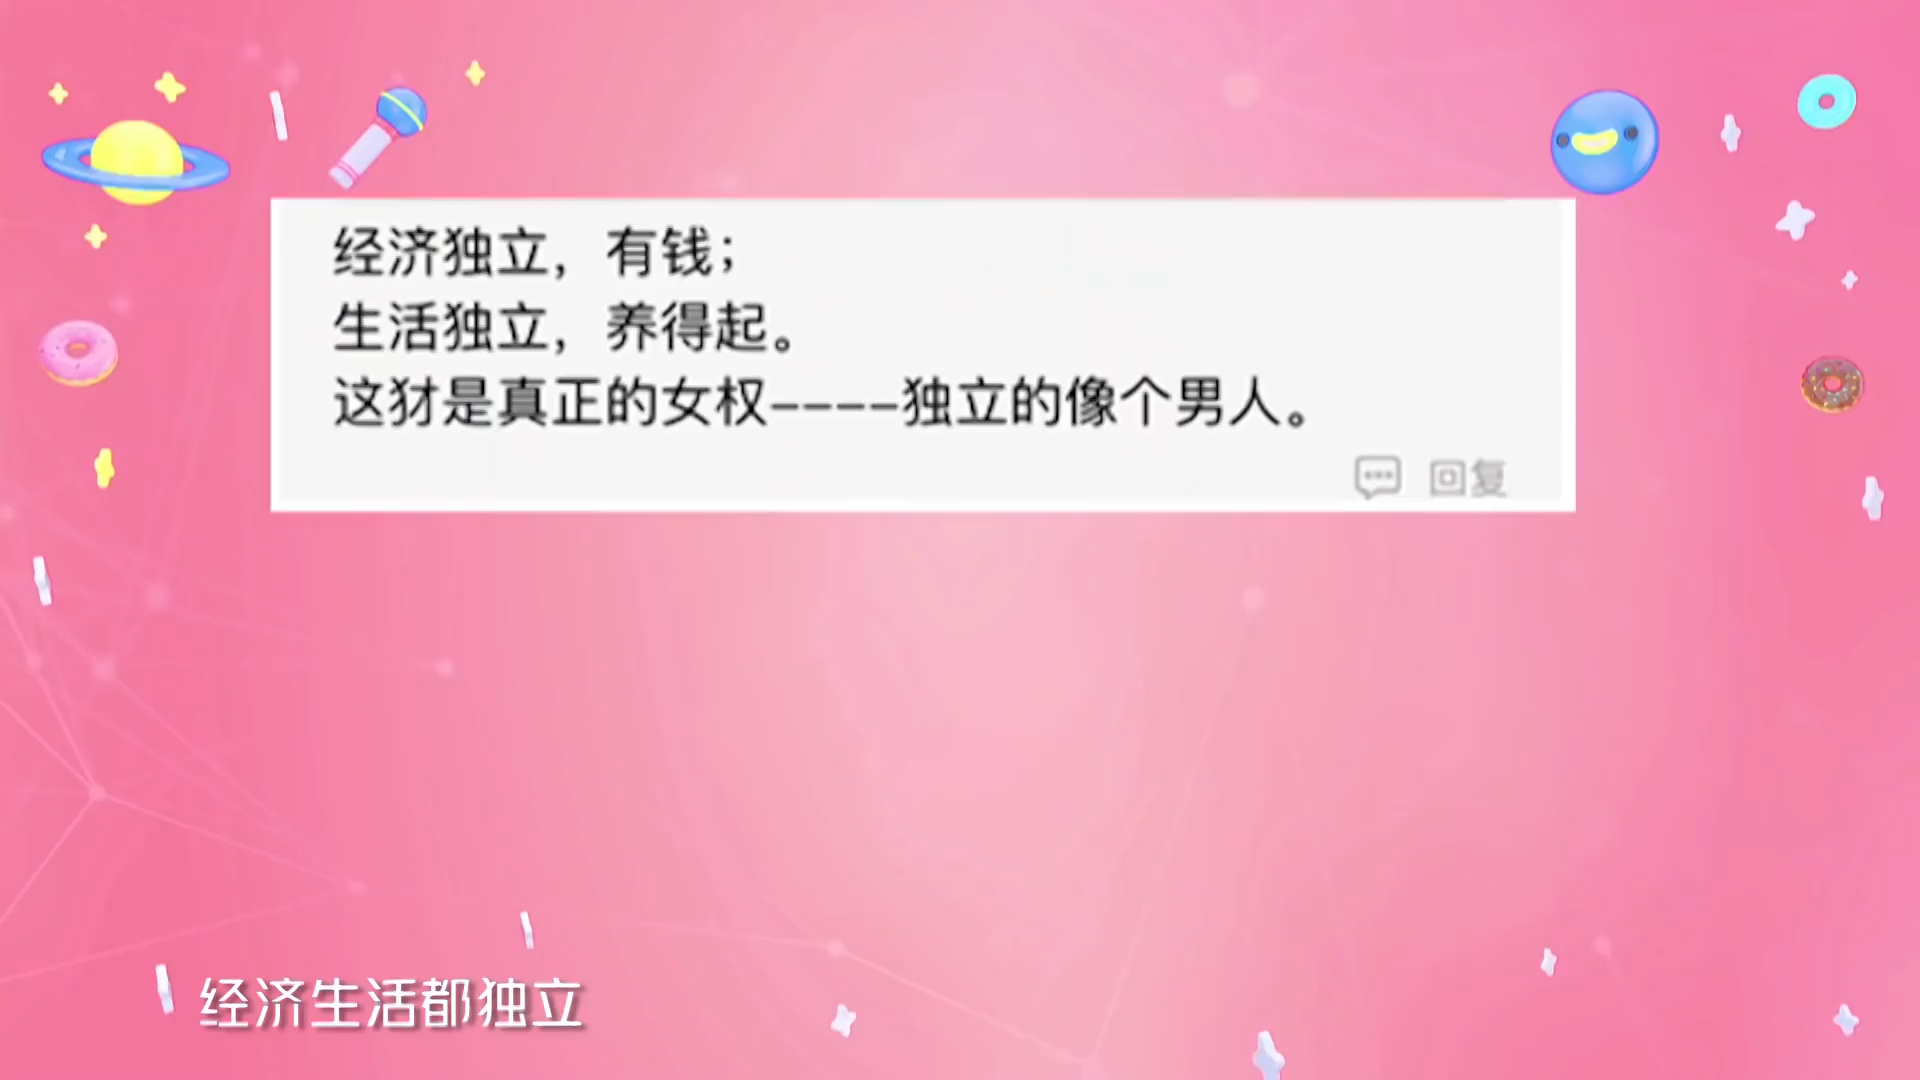 经济独立，有钱；
生活独立，养得起。
这犲是真正的女权----独立的像个男人。
回复
经济生活都独立